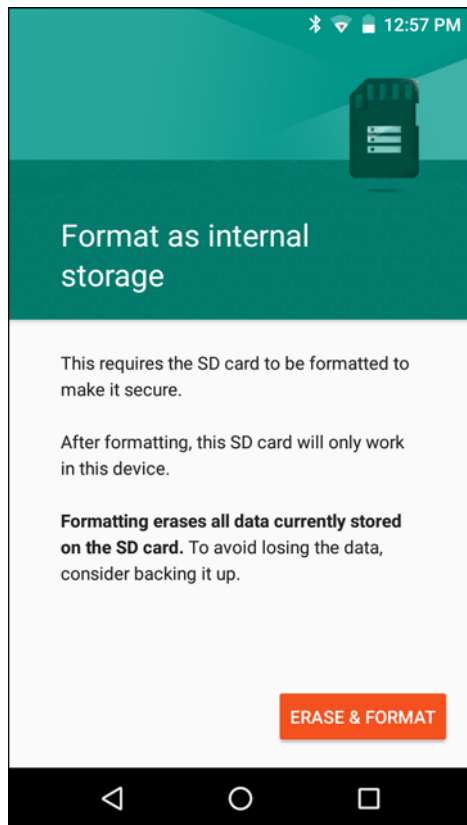 12:57 PM
Format as internal
storage
This requires the SD card to be formatted to
make it secure.
After formatting, this SD card will only work
in this device.
Formatting erases all data currently stored
on the SD card. To avoid losing the data,
consider backing it up.
ERASE & FORMAT